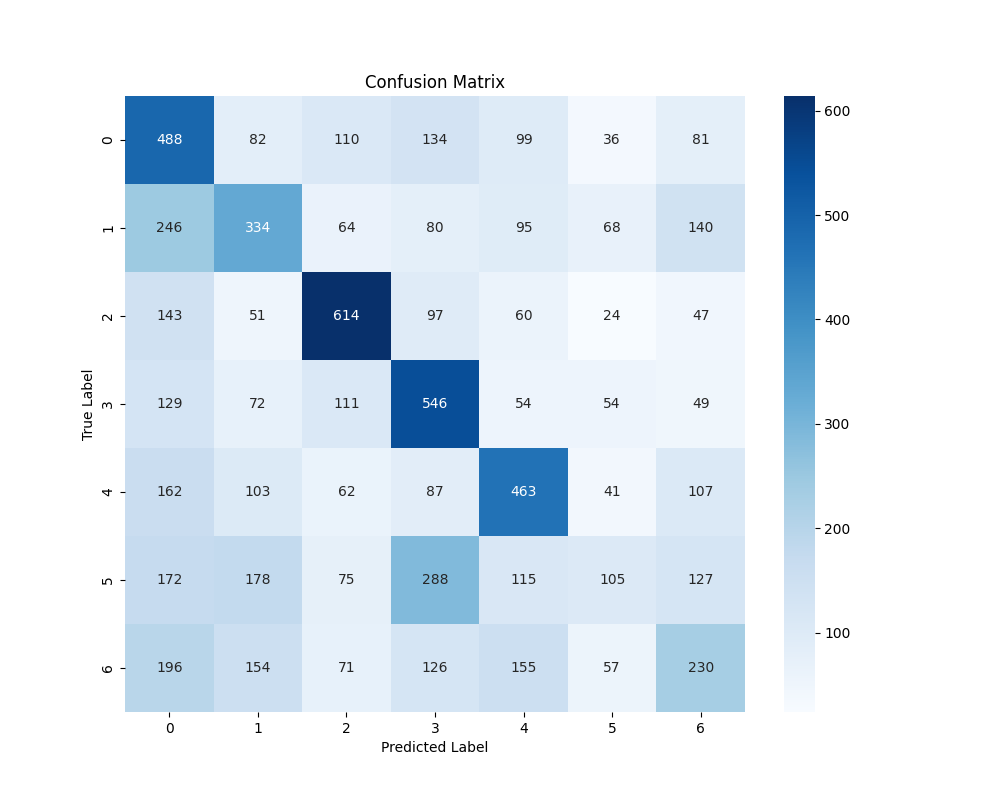 Confusion Matrix
0 488 82 110 134 99 36 81
1 246 334 64 80 95 68 140
2 143 51 614 97 60 24 47
3 129 72 111 546 54 54 49
4 162 103 62 87 463 41 107
5 172 178 75 288 115 105 127
6 196 154 71 126 155 57 230
0 1 2 3 4 5 6
Predicted Label
True Label
600
500
400
300
200
100